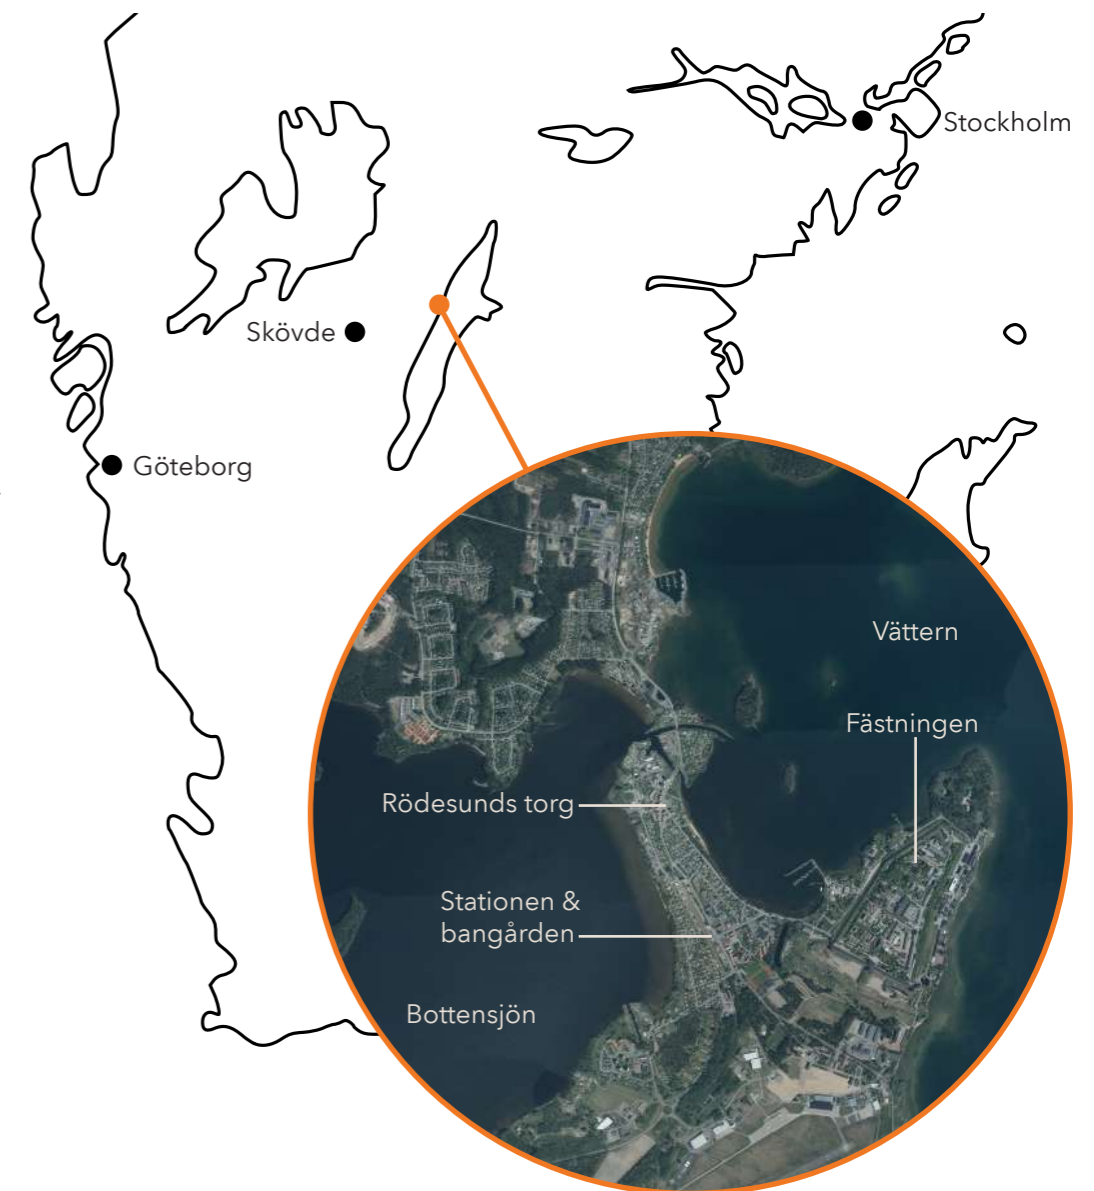 Stockholm
Skövde
Göteborg
Vättern
Fästningen
Rödesunds torg
Stationen &
bangården
Bottensjön